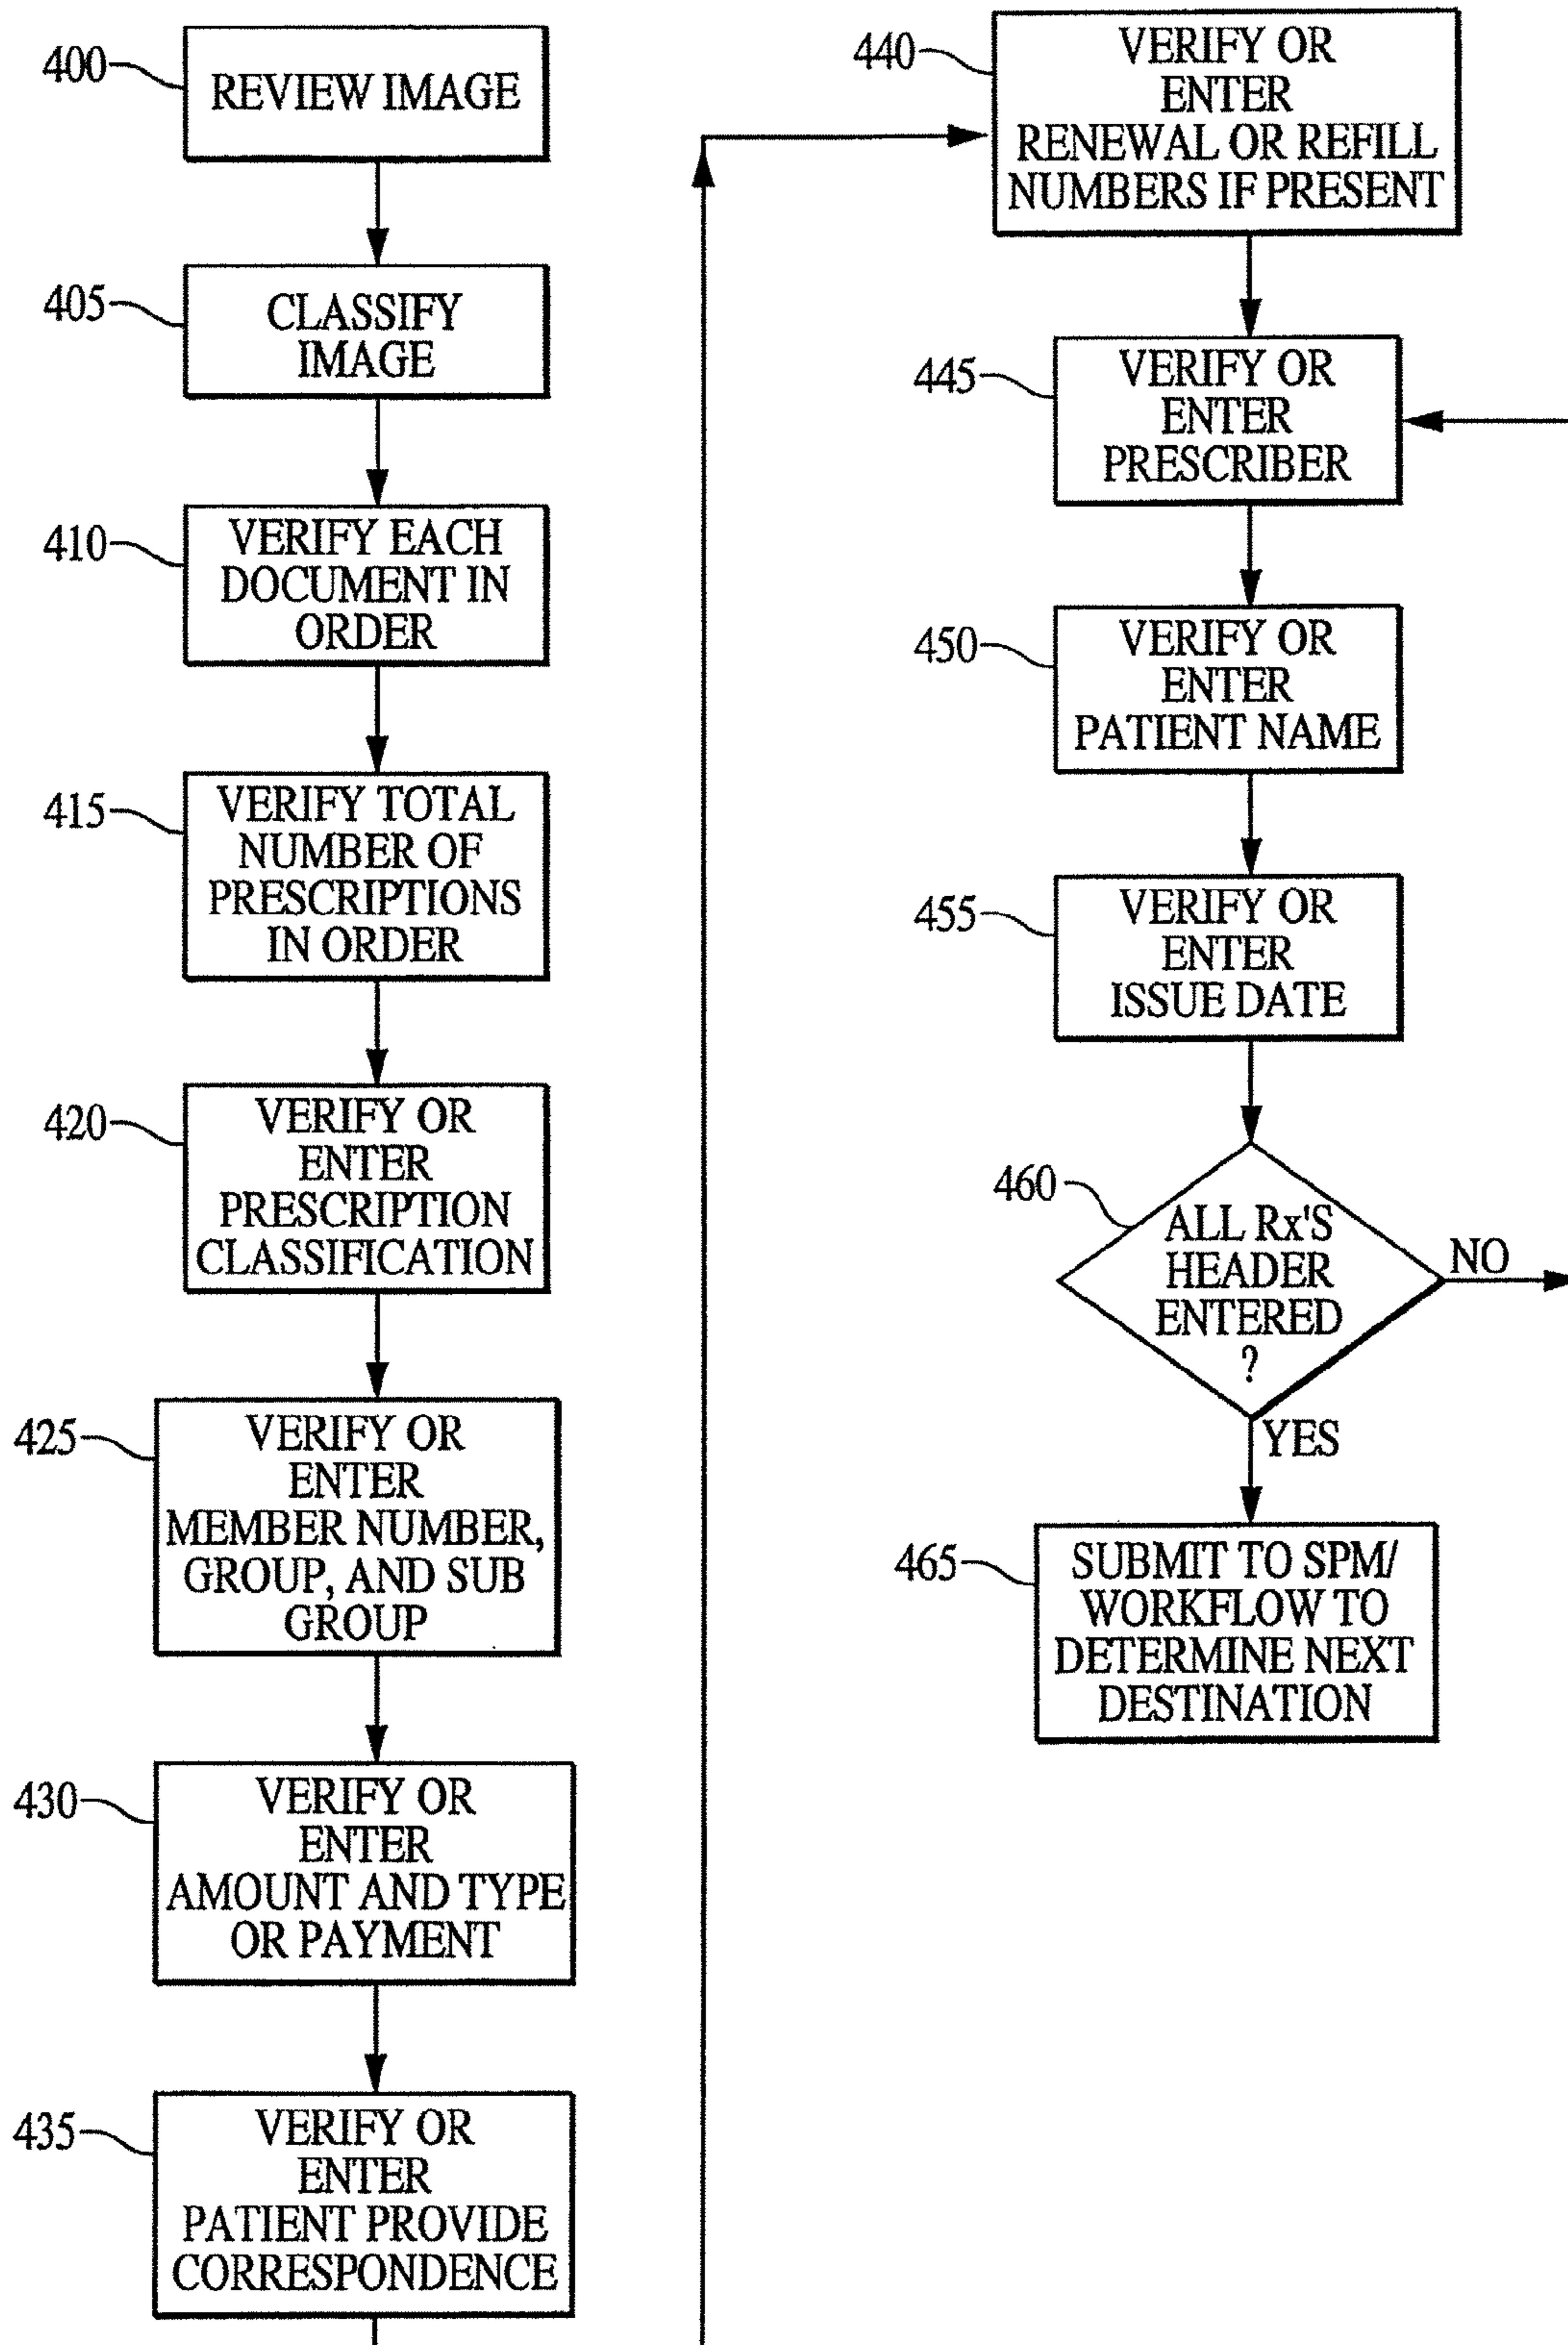 400
REVIEW IMAGE
405
CLASSIFY
IMAGE
410
VERIFY EACH
DOCUMENT IN
ORDER
415
VERIFY TOTAL
NUMBER OF
PRESCRIPTIONS
IN ORDER
420
VERIFY OR
ENTER
PRESCRIPTION
CLASSIFICATION
425
VERIFY OR
ENTER
MEMBER NUMBER,
GROUP, AND SUB
GROUP
430
VERIFY OR
ENTER
AMOUNT AND TYPE
OR PAYMENT
435
VERIFY OR
ENTER
PATIENT PROVIDE
CORRESPONDENCE
440
VERIFY OR
ENTER
RENEWAL OR REFILL
NUMBERS IF PRESENT
445
VERIFY OR
ENTER
PRESCRIBER
450
VERIFY OR
ENTER
PATIENT NAME
455
VERIFY OR
ENTER
ISSUE DATE
460
ALL Rx'S
HEADER
ENTERED
?
NO
YES
465
SUBMIT TO SPM/
WORKFLOW TO
DETERMINE NEXT
DESTINATION